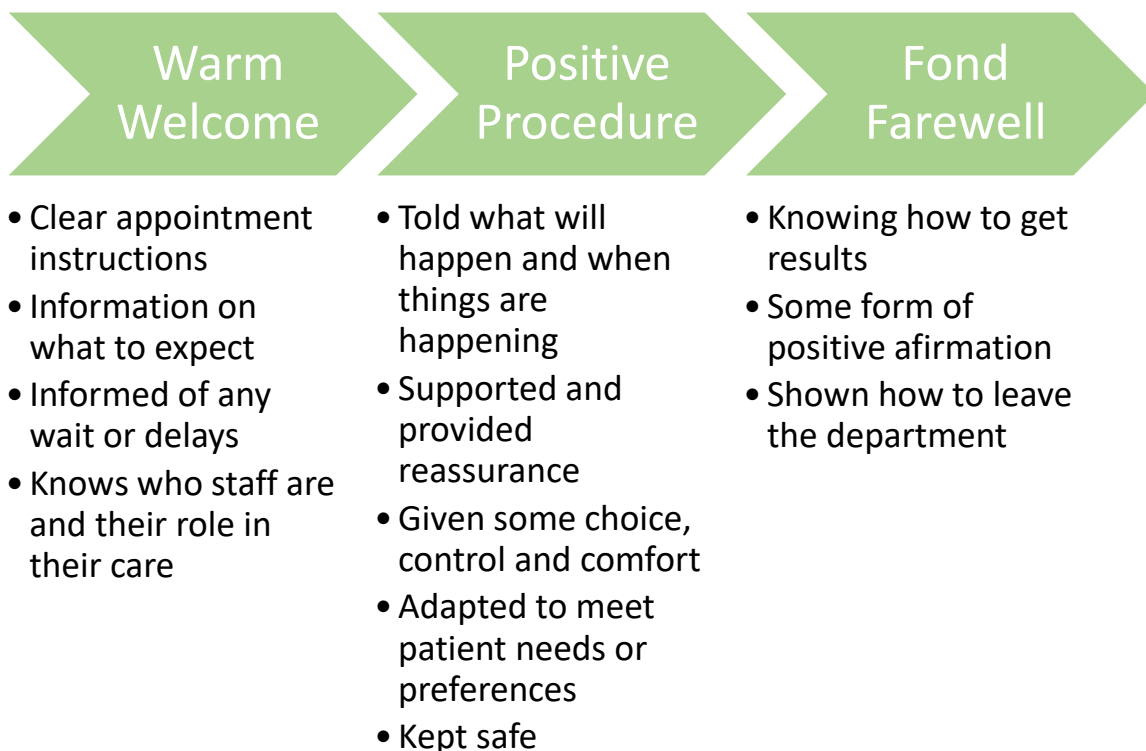 Warm
Welcome
• Clear appointment
instructions
• Information on
what to expect
• Informed of any
wait or delays
• Knows who staff are
and their role in
their care
Positive
Procedure
• Told what will
happen and when
things are
happening
• Supported and
provided
reassurance
• Given some choice,
control and comfort
• Adapted to meet
patient needs or
preferences
• Kept safe
Fond
Farewell
• Knowing how to get
results
• Some form of
positive afirmation
• Shown how to leave
the department